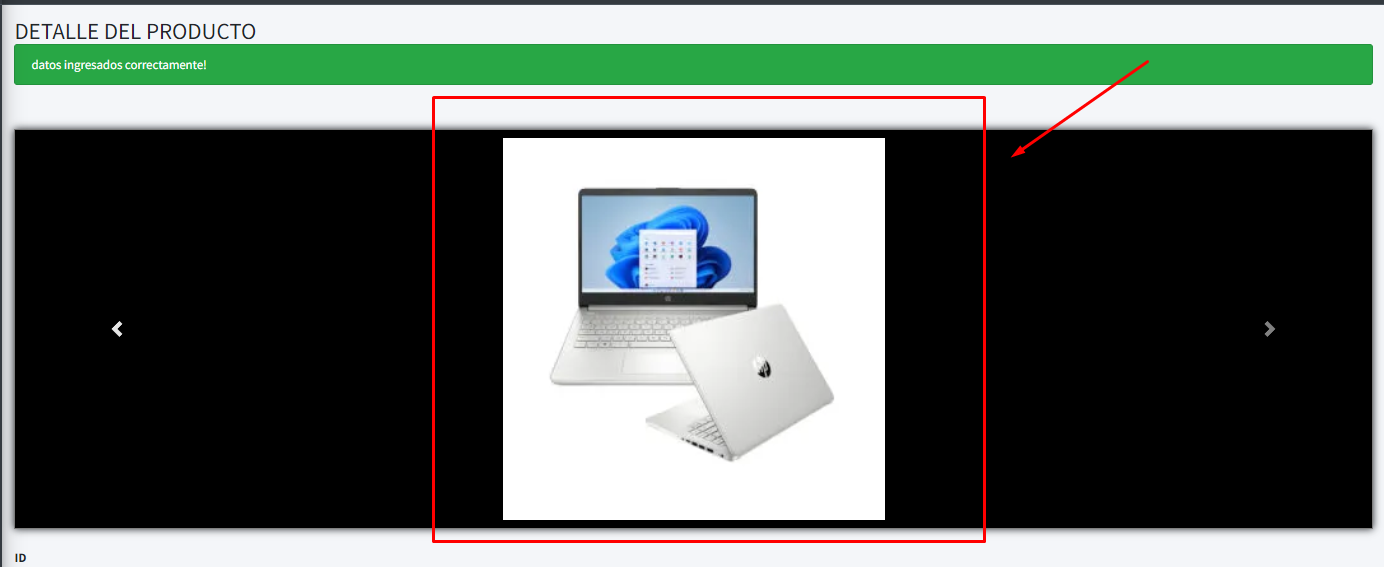 DETALLE DEL PRODUCTO
datos ingresados correctamente!
ID